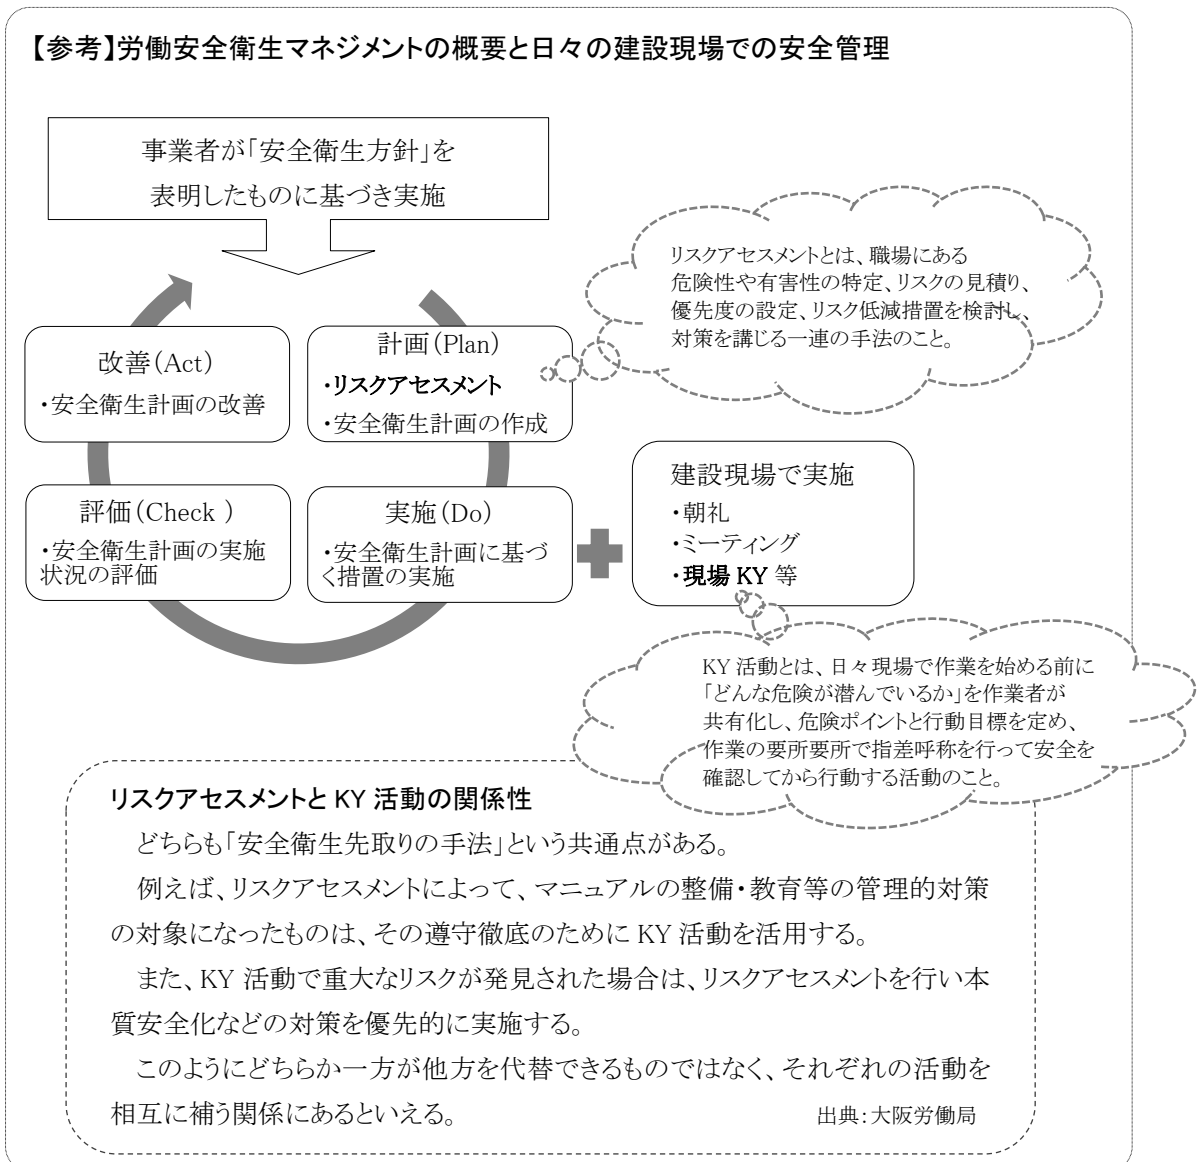 【参考】労働安全衛生マネジメントの概要と日々の建設現場での安全管理
事業者が「安全衛生方針」を
表明したものに基づき実施
リスクアセスメントとは、職場にある
危険性や有害性の特定、リスクの見積り、
優先度の設定、リスク低減措置を検討し、
対策を講じる一連の手法のこと。
改善（Act）
・安全衛生計画の改善
計画（Plan）
・リスクアセスメント
・安全衛生計画の作成
評価（Check ）
・安全衛生計画の実施
状況の評価
実施（Do）
・安全衛生計画に基づ
く措置の実施
建設現場で実施
・朝礼
・ミーティング
・現場 KY 等
KY 活動とは、日々現場で作業を始める前に
「どんな危険が潜んでいるか」を作業者が
共有化し、危険ポイントと行動目標を定め、
作業の要所要所で指差呼称を行って安全を
確認してから行動する活動のこと。
リスクアセスメントと KY 活動の関係性
どちらも「安全衛生先取りの手法」という共通点がある。
例えば、リスクアセスメントによって、マニュアルの整備・教育等の管理的対策
の対象になったものは、その遵守徹底のために KY 活動を活用する。
また、KY 活動で重大なリスクが発見された場合は、リスクアセスメントを行い本
質安全化などの対策を優先的に実施する。
このようにどちらか一方が他方を代替できるものではなく、それぞれの活動を
相互に補う関係にあるといえる。
出典：大阪労働局